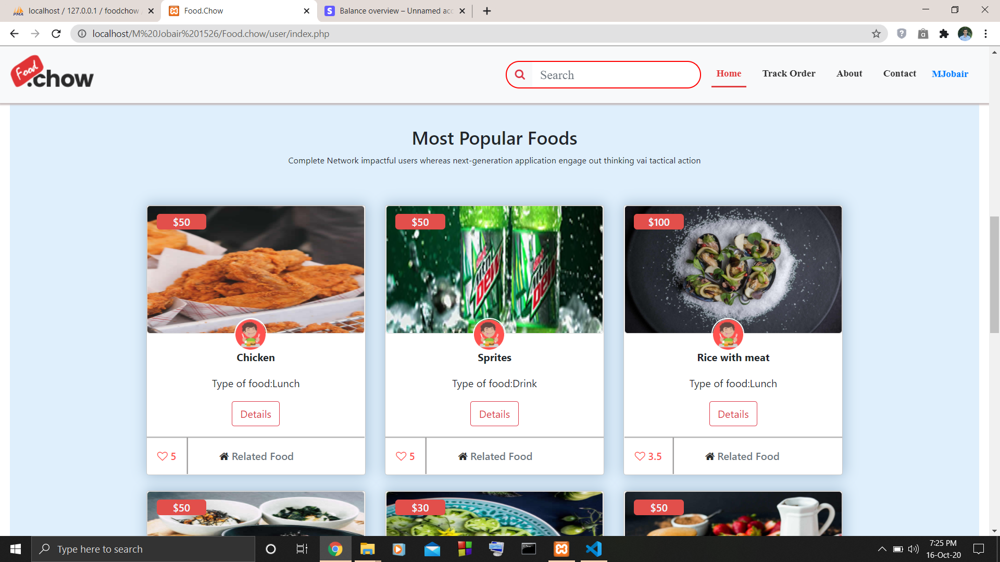 localhost / 127.0.0.1 / foodchow
Food.Chow
Balance overview – Unnamed acc
localhost/M%20Jobair%201526/Food.chow/user/index.php
Food
.chow
Search
Home
Track Order
About
Contact
MJobair
Most Popular Foods
Complete Network impactful users whereas next-generation application engage out thinking vai tactical action
$50
$50
$100
Chicken
Sprites
Rice with meat
Type of food:Lunch
Type of food:Drink
Type of food:Lunch
Details
Details
Details
5
Related Food
5
Related Food
3.5
Related Food
$50
$30
$50
Type here to search
7:25 PM
16-Oct-20